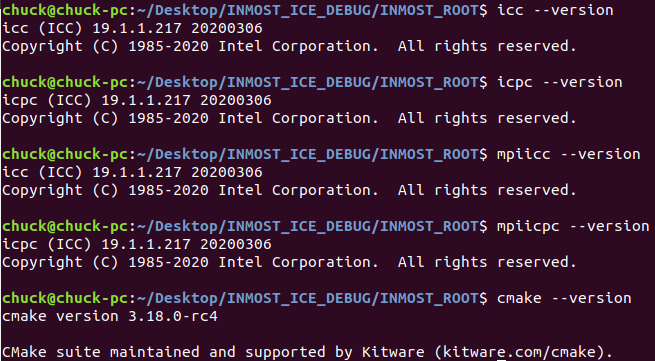 chuck@chuck-pc:~/Desktop/INMOST_ICE_DEBUG/INMOST_ROOT$ icc --version
icc (ICC) 19.1.1.217 20200306
Copyright (C) 1985-2020 Intel Corporation.  All rights reserved.
chuck@chuck-pc:~/Desktop/INMOST_ICE_DEBUG/INMOST_ROOT$ icpc --version
icpc (ICC) 19.1.1.217 20200306
Copyright (C) 1985-2020 Intel Corporation.  All rights reserved.
chuck@chuck-pc:~/Desktop/INMOST_ICE_DEBUG/INMOST_ROOT$ mpiicc --version
icc (ICC) 19.1.1.217 20200306
Copyright (C) 1985-2020 Intel Corporation.  All rights reserved.
chuck@chuck-pc:~/Desktop/INMOST_ICE_DEBUG/INMOST_ROOT$ mpiicpc --version
icpc (ICC) 19.1.1.217 20200306
Copyright (C) 1985-2020 Intel Corporation.  All rights reserved.
chuck@chuck-pc:~/Desktop/INMOST_ICE_DEBUG/INMOST_ROOT$ cmake --version
cmake version 3.18.0-rc4
CMake suite maintained and supported by Kitware (kitware.com/cmake).